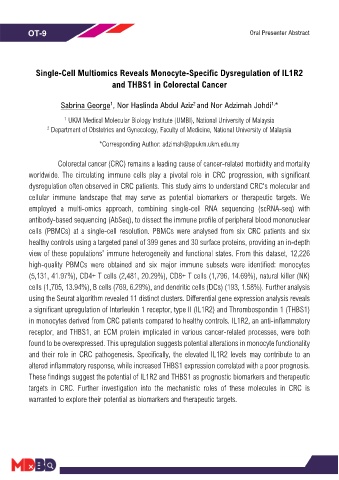 OT-9
Oral Presenter Abstract
Single-Cell Multiomics Reveals Monocyte-Specific Dysregulation of IL1R2
and THBS1 in Colorectal Cancer
Sabrina George¹, Nor Haslinda Abdul Aziz² and Nor Adzimah Johdi¹,*
¹ UKM Medical Molecular Biology Institute (UMBI), National University of Malaysia
² Department of Obstetrics and Gynecology, Faculty of Medicine, National University of Malaysia
*Corresponding Author: adzimah@ppukm.ukm.edu.my
Colorectal cancer (CRC) remains a leading cause of cancer-related morbidity and mortality
worldwide. The circulating immune cells play a pivotal role in CRC progression, with significant
dysregulation often observed in CRC patients. This study aims to understand CRC's molecular and
cellular immune landscape that may serve as potential biomarkers or therapeutic targets. We
employed a multi-omics approach, combining single-cell RNA sequencing (scRNA-seq) with
antibody-based sequencing (AbSeq), to dissect the immune profile of peripheral blood mononuclear
cells (PBMCs) at a single-cell resolution. PBMCs were analysed from six CRC patients and six
healthy controls using a targeted panel of 399 genes and 30 surface proteins, providing an in-depth
view of these populations' immune heterogeneity and functional states. From this dataset, 12,226
high-quality PBMCs were obtained and six major immune subsets were identified: monocytes
(5,131, 41.97%), CD4+ T cells (2,481, 20.29%), CD8+ T cells (1,796, 14.69%), natural killer (NK)
cells (1,705, 13.94%), B cells (769, 6.29%), and dendritic cells (DCs) (193, 1.58%). Further analysis
using the Seurat algorithm revealed 11 distinct clusters. Differential gene expression analysis reveals
a significant upregulation of Interleukin 1 receptor, type II (IL1R2) and Thrombospondin 1 (THBS1)
in monocytes derived from CRC patients compared to healthy controls. IL1R2, an anti-inflammatory
receptor, and THBS1, an ECM protein implicated in various cancer-related processes, were both
found to be overexpressed. This upregulation suggests potential alterations in monocyte functionality
and their role in CRC pathogenesis. Specifically, the elevated IL1R2 levels may contribute to an
altered inflammatory response, while increased THBS1 expression correlated with a poor prognosis.
These findings suggest the potential of IL1R2 and THBS1 as prognostic biomarkers and therapeutic
targets in CRC. Further investigation into the mechanistic roles of these molecules in CRC is
warranted to explore their potential as biomarkers and therapeutic targets.